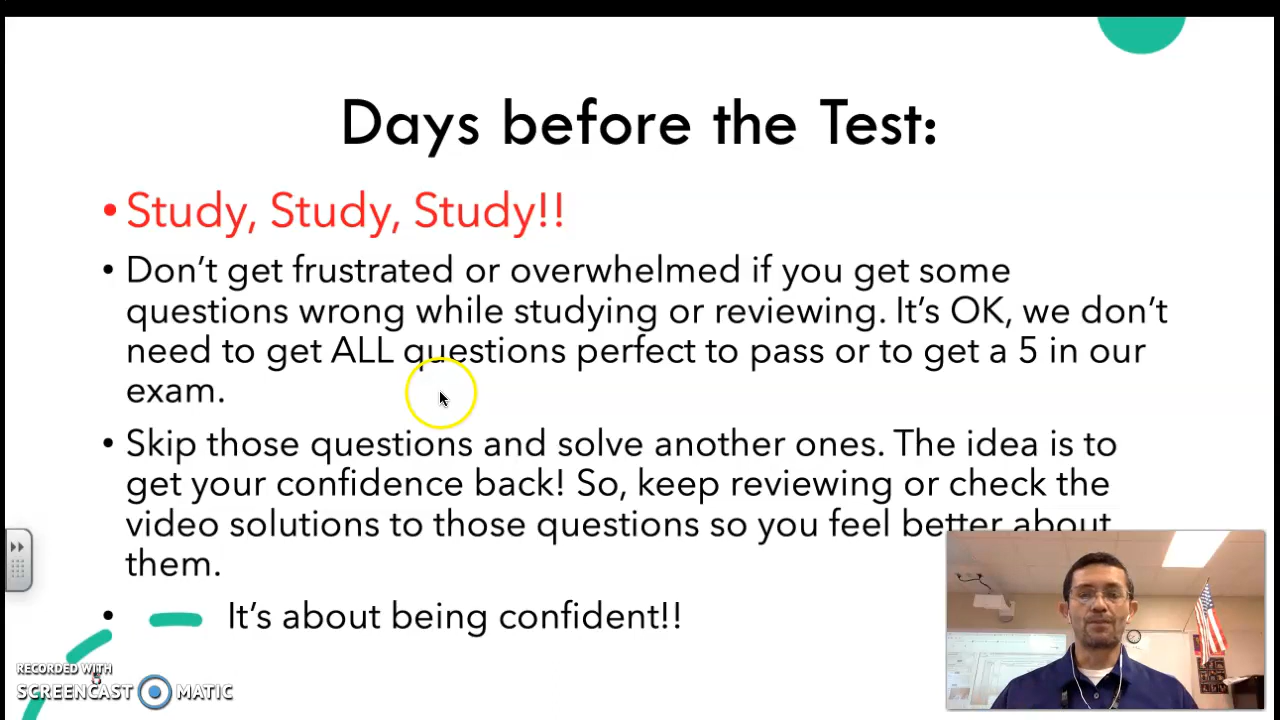 Days before the Test:
•Study, Study, Study!!
• Don't get frustrated or overwhelmed if you get some
questions wrong while studying or reviewing. It's OK, we don't
need to get ALL questions perfect to pass or to get a 5 in our
exam.
• Skip those questions and solve another ones. The idea is to
get your confidence back! So, keep reviewing or check the
video solutions to those questions so you feel better about
them.
• It's about being confident!!
RECORDED WITH
SCREENCAST MATIC